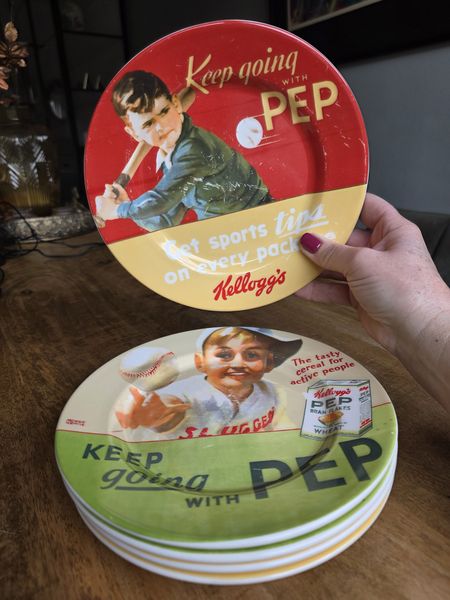 Keep going
WITH
PEP
Get sports tips
on every package
Kellogg's
The tasty
cereal for
active people
Kellogg's
PEP
BRAN FLAKES
WHEAT
SLUGGER
KEEP
going
WITH
PEP